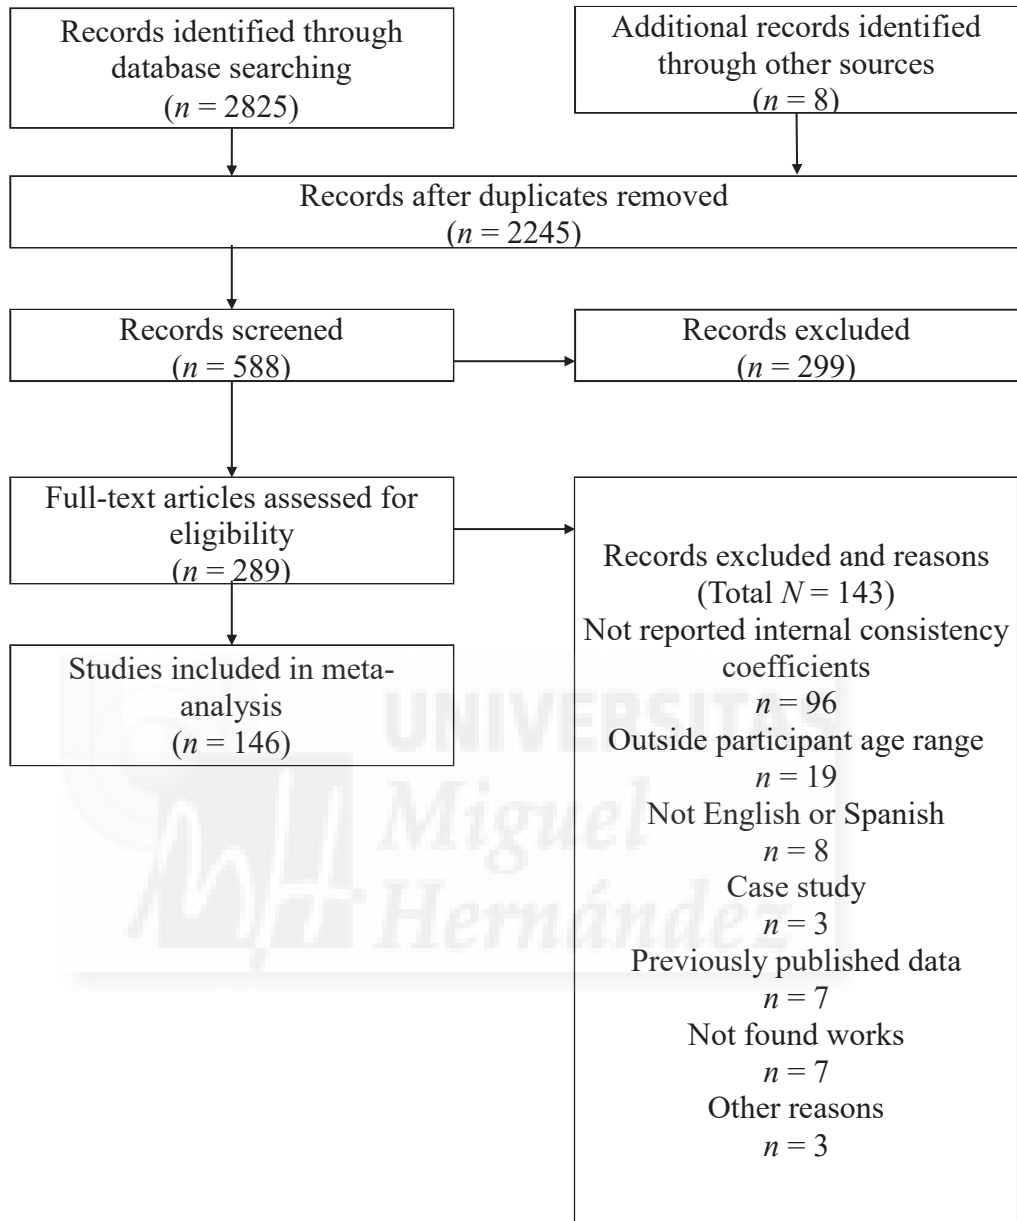 Records identified through
database searching
(n = 2825)
Additional records identified
through other sources
(n = 8)
Records after duplicates removed
(n = 2245)
Records screened
(n = 588)
Records excluded
(n = 299)
Full-text articles assessed for
eligibility
(n = 289)
Records excluded and reasons
(Total N = 143)
Not reported internal consistency
coefficients
n = 96
Outside participant age range
n = 19
Not English or Spanish
n = 8
Case study
n = 3
Previously published data
n = 7
Not found works
n = 7
Other reasons
n = 3
Studies included in meta-
analysis
(n = 146)
UNIVERSITAS
Miguel
Hernández